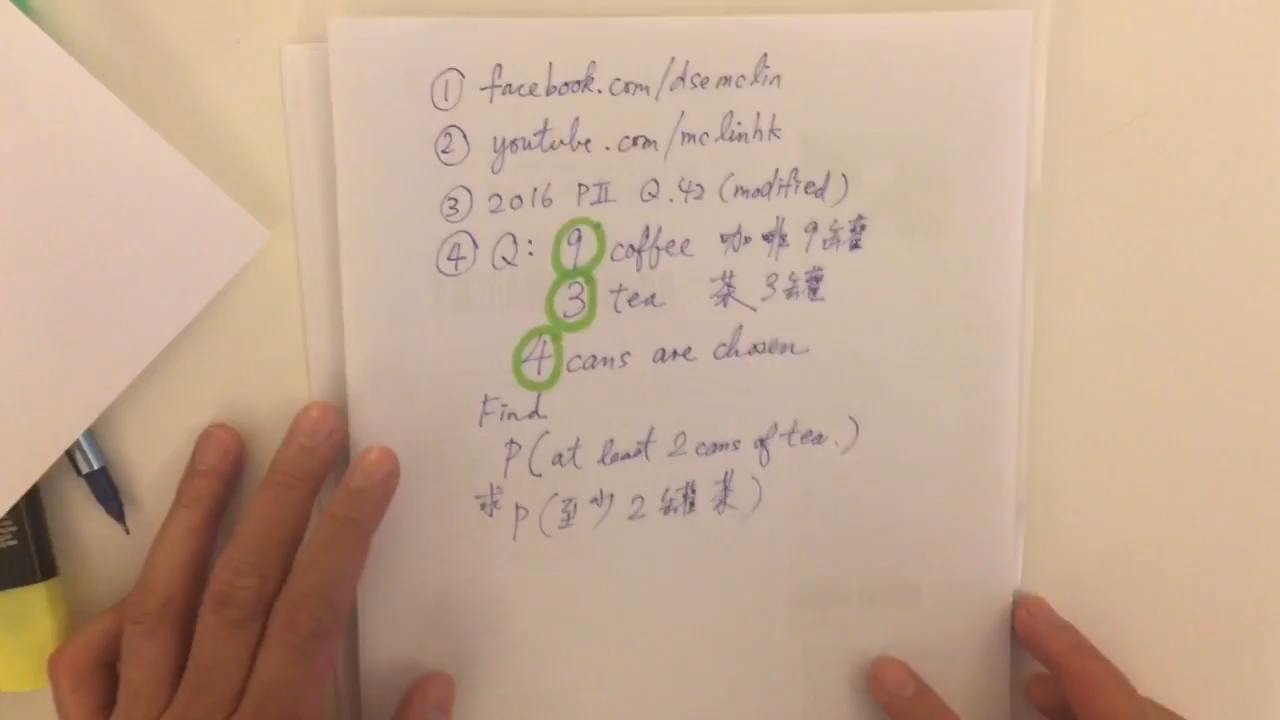 ① facebook.com/dsemclin
② youtube.com/mclinhk
③ 2016 PII Q.42 (modified)
④ Q: 9 coffee 咖啡9罐
3 tea 茶3罐
4 cans are chosen
Find
P(at least 2 cans of tea.)
求 P(至少2罐茶)